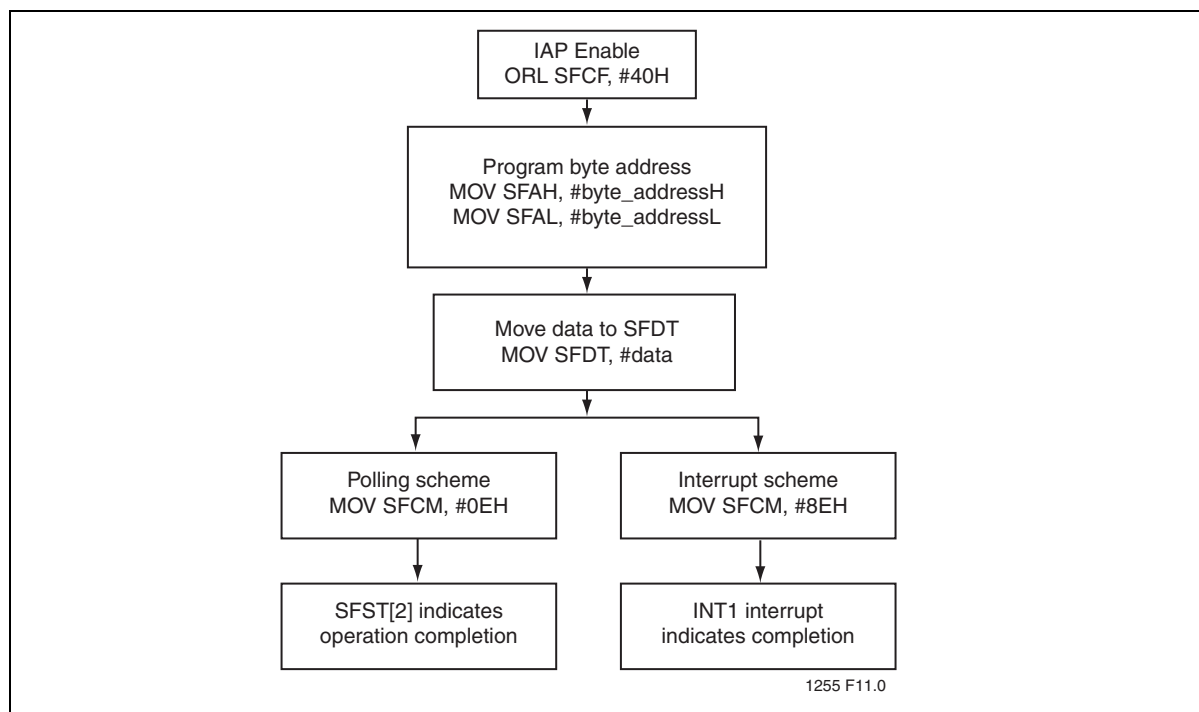 IAP Enable
ORL SFCF, #40H
Program byte address
MOV SFAH, #byte_addressH
MOV SFAL, #byte_addressL
Move data to SFDT
MOV SFDT, #data
Polling scheme
MOV SFCM, #0EH
Interrupt scheme
MOV SFCM, #8EH
SFST[2] indicates
operation completion
INT1 interrupt
indicates completion
1255 F11.0